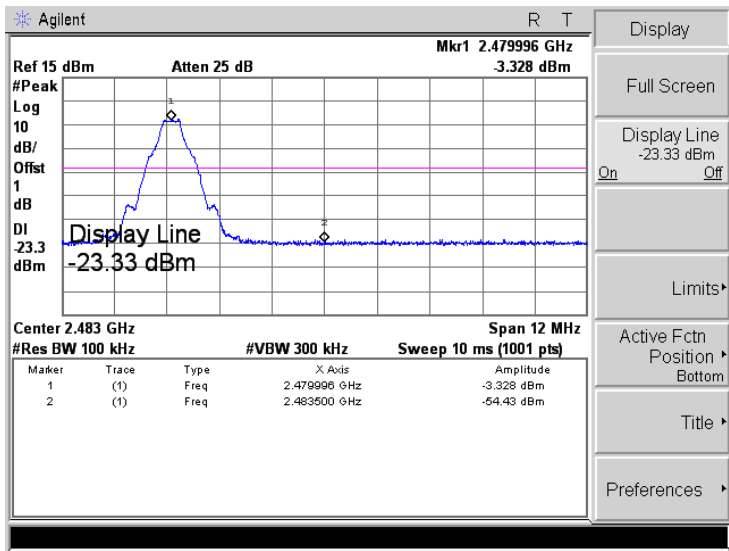 Agilent R T
Mkr1 2.479996 GHz
Ref 15 dBm Atten 25 dB -3.328 dBm
#Peak
Log
10
dB/
Offst
1
dB
DI
-23.3
dBm
1
2
Display Line
-23.33 dBm
Center 2.483 GHz Span 12 MHz
#Res BW 100 kHz #VBW 300 kHz Sweep 10 ms (1001 pts)
Marker Trace Type X Axis Amplitude
1 (1) Freq 2.479996 GHz -3.328 dBm
2 (1) Freq 2.483500 GHz -54.43 dBm
Display
Full Screen
Display Line
-23.33 dBm
On Off
Limits
Active Fctn
Position
Bottom
Title
Preferences